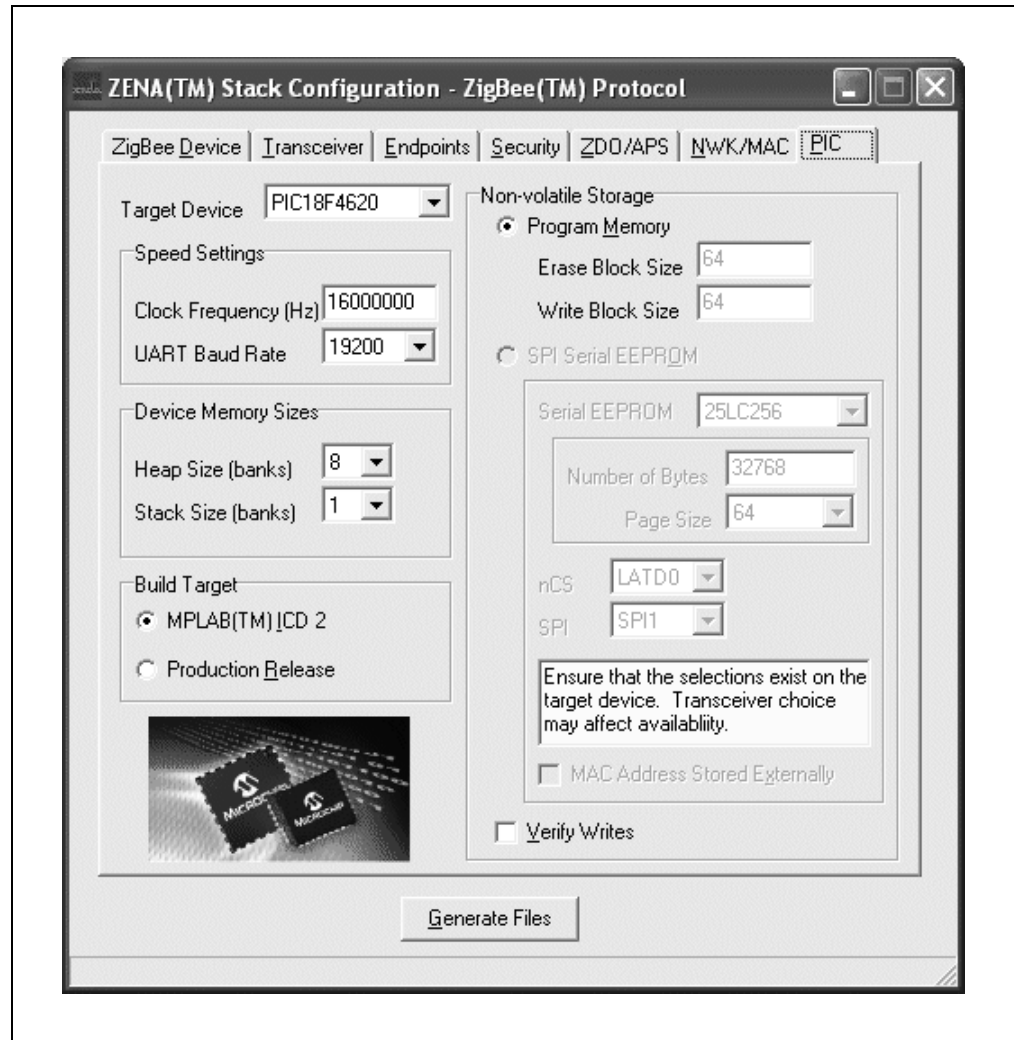 ZENA(TM) Stack Configuration - ZigBee(TM) Protocol
ZigBee Device Transceiver Endpoints Security ZDO/APS NWK/MAC PIC
Target Device PIC18F4620
Speed Settings
Clock Frequency (Hz) 16000000
UART Baud Rate 19200
Device Memory Sizes
Heap Size (banks) 8
Stack Size (banks) 1
Build Target
MPLAB(TM) ICD 2
Production Release
MICROCHIP
MICROCHIP
Non-volatile Storage
Program Memory
Erase Block Size 64
Write Block Size 64
SPI Serial EEPROM
Serial EEPROM 25LC256
Number of Bytes 32768
Page Size 64
nCS LATD0
SPI SPI1
Ensure that the selections exist on the
target device. Transceiver choice
may affect availabliity.
MAC Address Stored Externally
Verify Writes
Generate Files